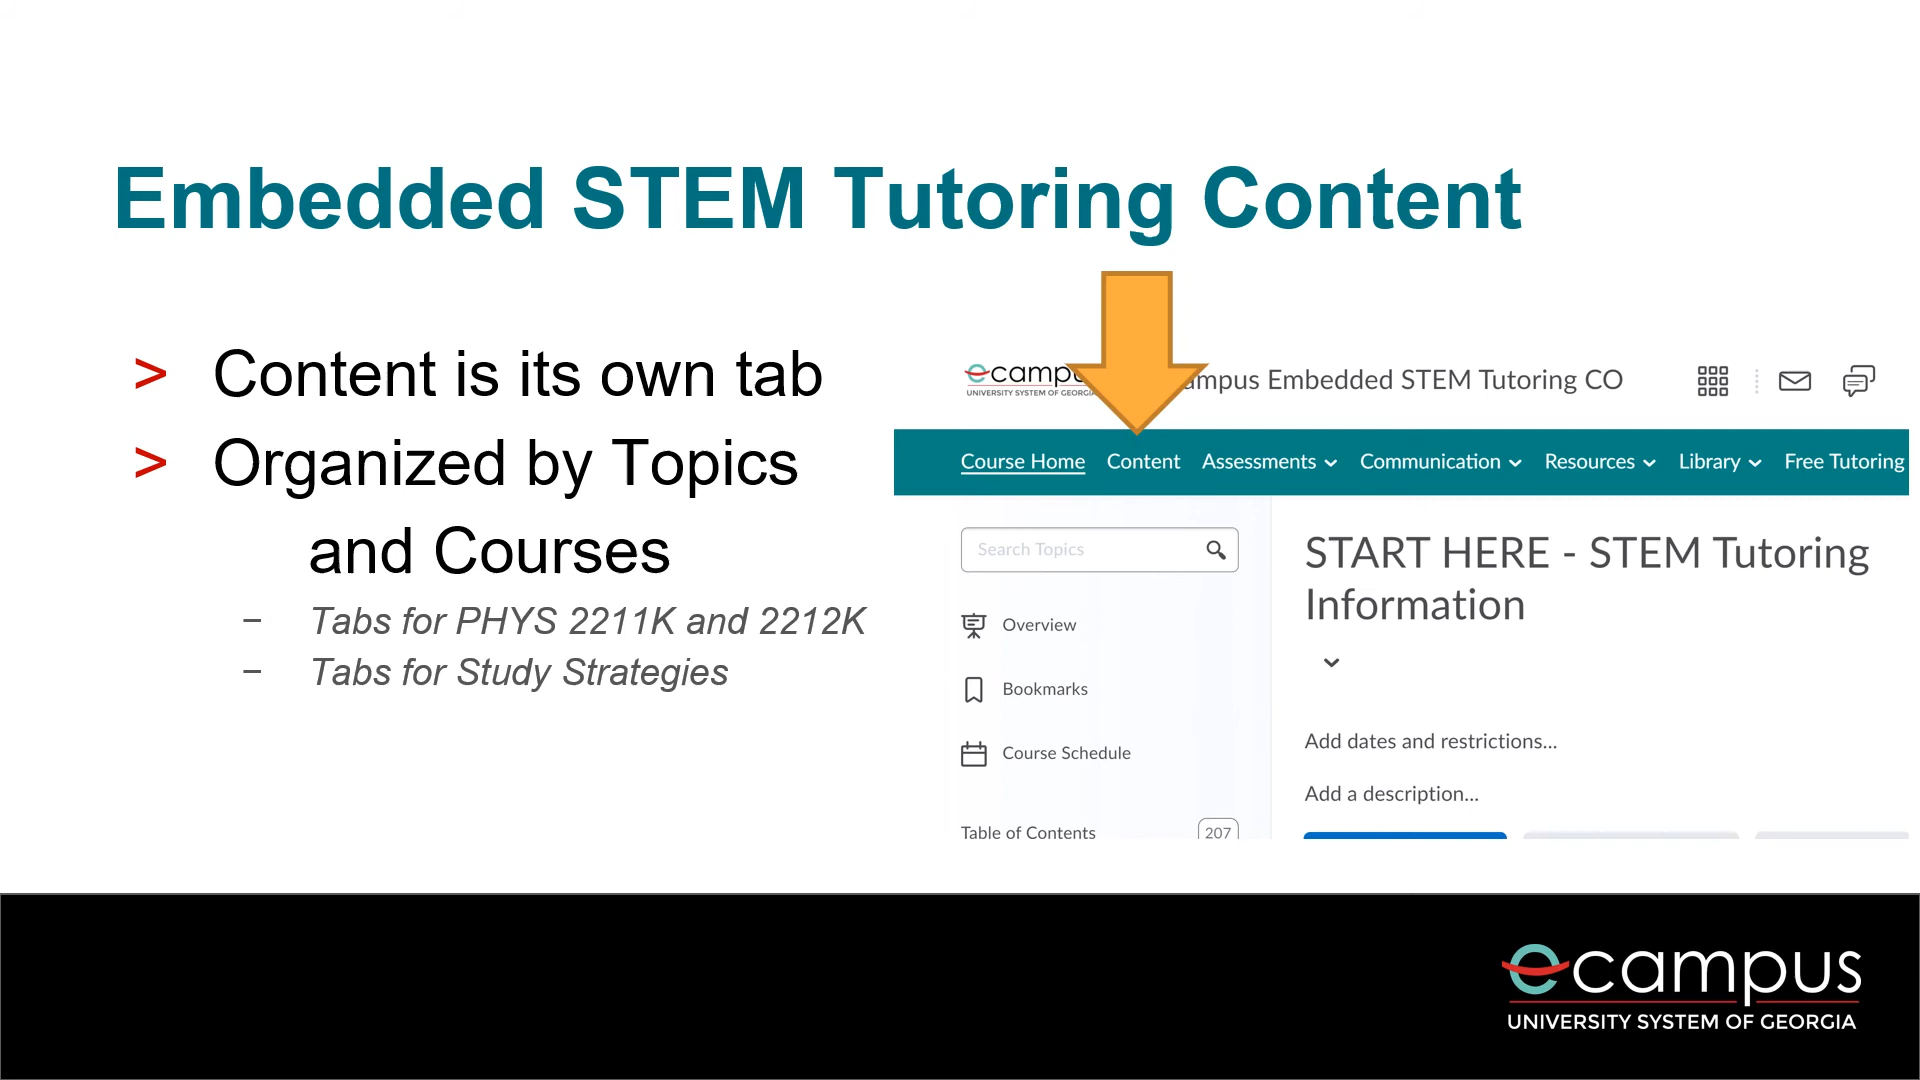 Embedded STEM Tutoring Content
> Content is its own tab
> Organized by Topics
and Courses
− Tabs for PHYS 2211K and 2212K
− Tabs for Study Strategies
UNIVERSITY SYSTEM OF GEORGIA
ampus Embedded STEM Tutoring CO
Course Home Content Assessments Communication Resources Library Free Tutoring
Search Topics
Overview
Bookmarks
Course Schedule
Table of Contents 207
START HERE - STEM Tutoring
Information
Add dates and restrictions...
Add a description...
ecampus
UNIVERSITY SYSTEM OF GEORGIA